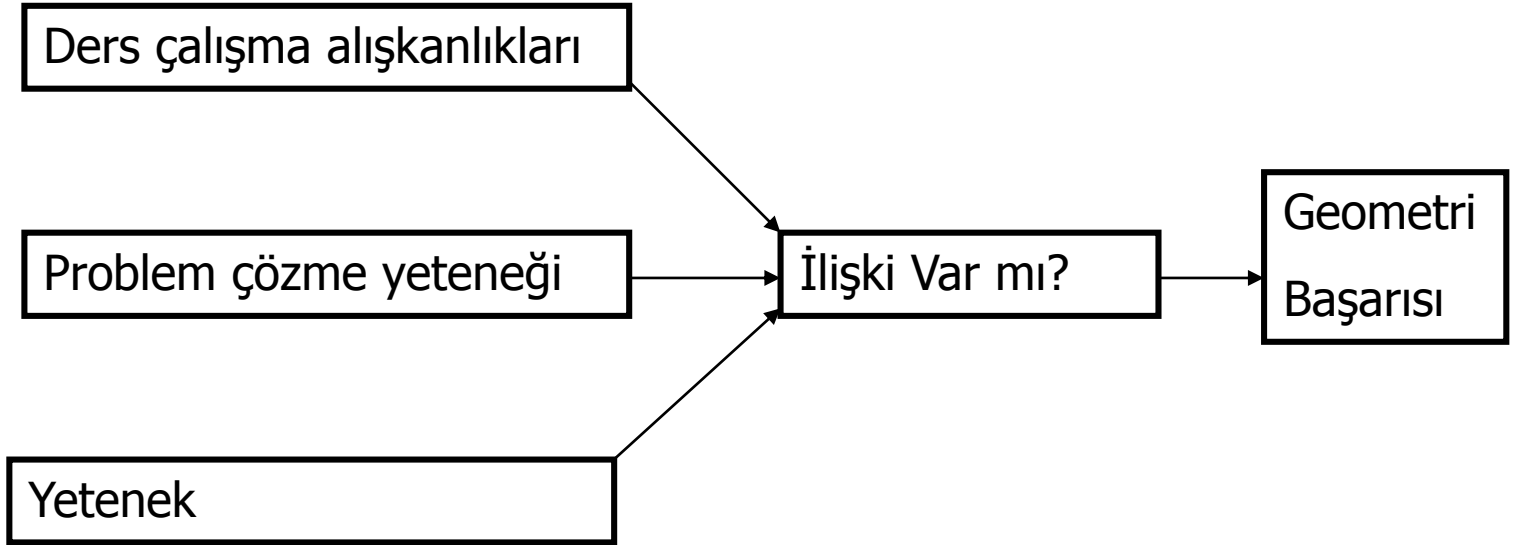 Ders çalışma alışkanlıkları
Problem çözme yeteneği
Yetenek
İlişki Var mı?
Geometri
Başarısı